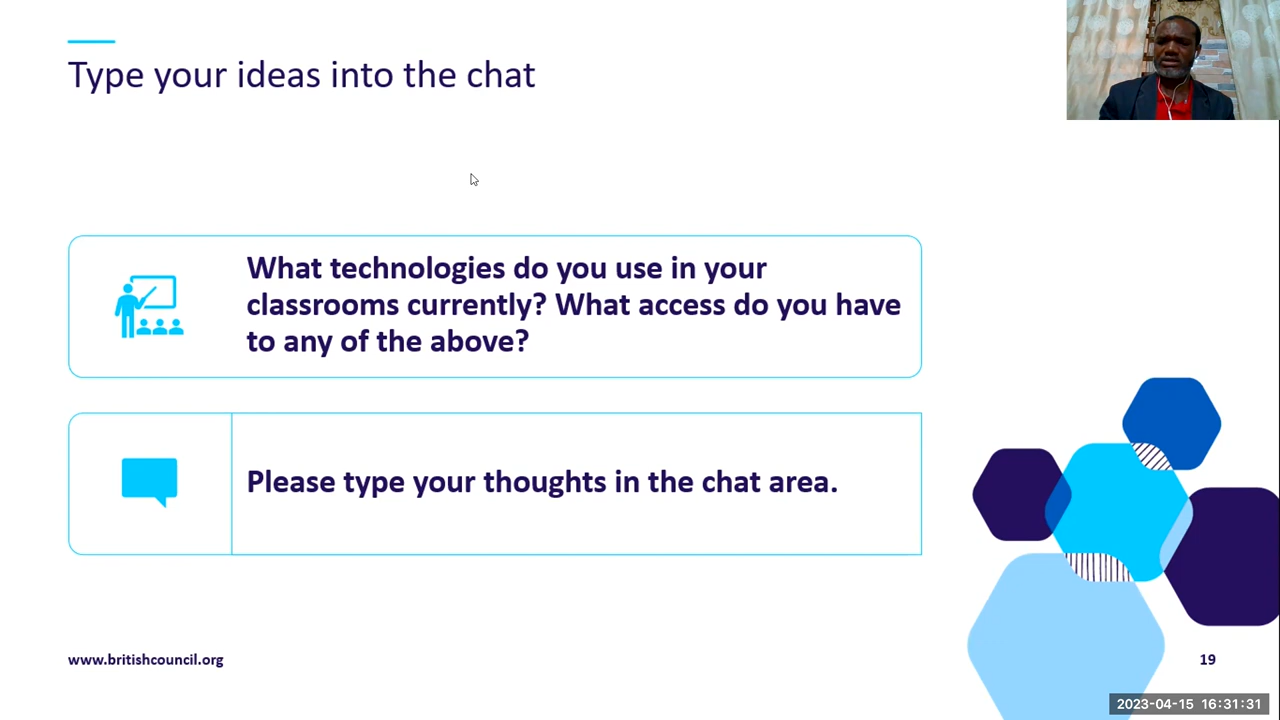 Type your ideas into the chat
What technologies do you use in your
classrooms currently? What access do you have
to any of the above?
Please type your thoughts in the chat area.
www.britishcouncil.org
19
2023-04-15 16:31:31